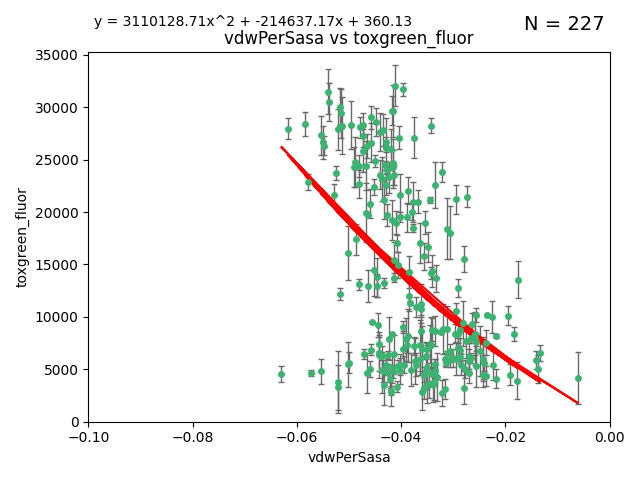 y = 3110128.71x^2 + -214637.17x + 360.13
N = 227
vdwPerSasa vs toxgreen_fluor
35000
30000
25000
20000
15000
10000
5000
0
toxgreen_fluor
−0.10
−0.08
−0.06
−0.04
−0.02
0.00
vdwPerSasa